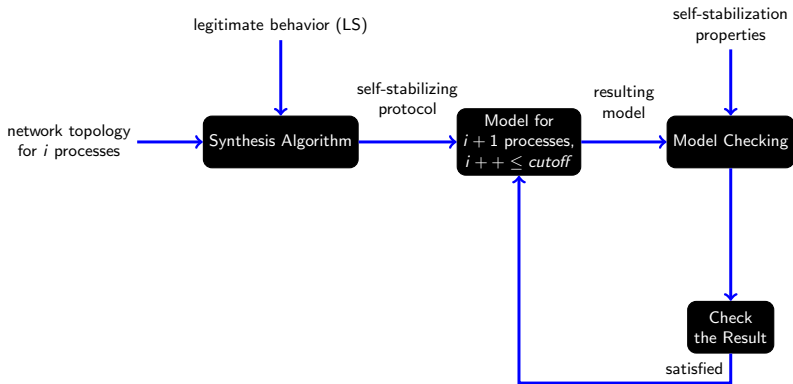 legitimate behavior (LS)
self-stabilization
properties
network topology
for i processes
Synthesis Algorithm
self-stabilizing
protocol
Model for
i + 1 processes,
i + + ≤ cutoff
resulting
model
Model Checking
Check
the Result
satisfied